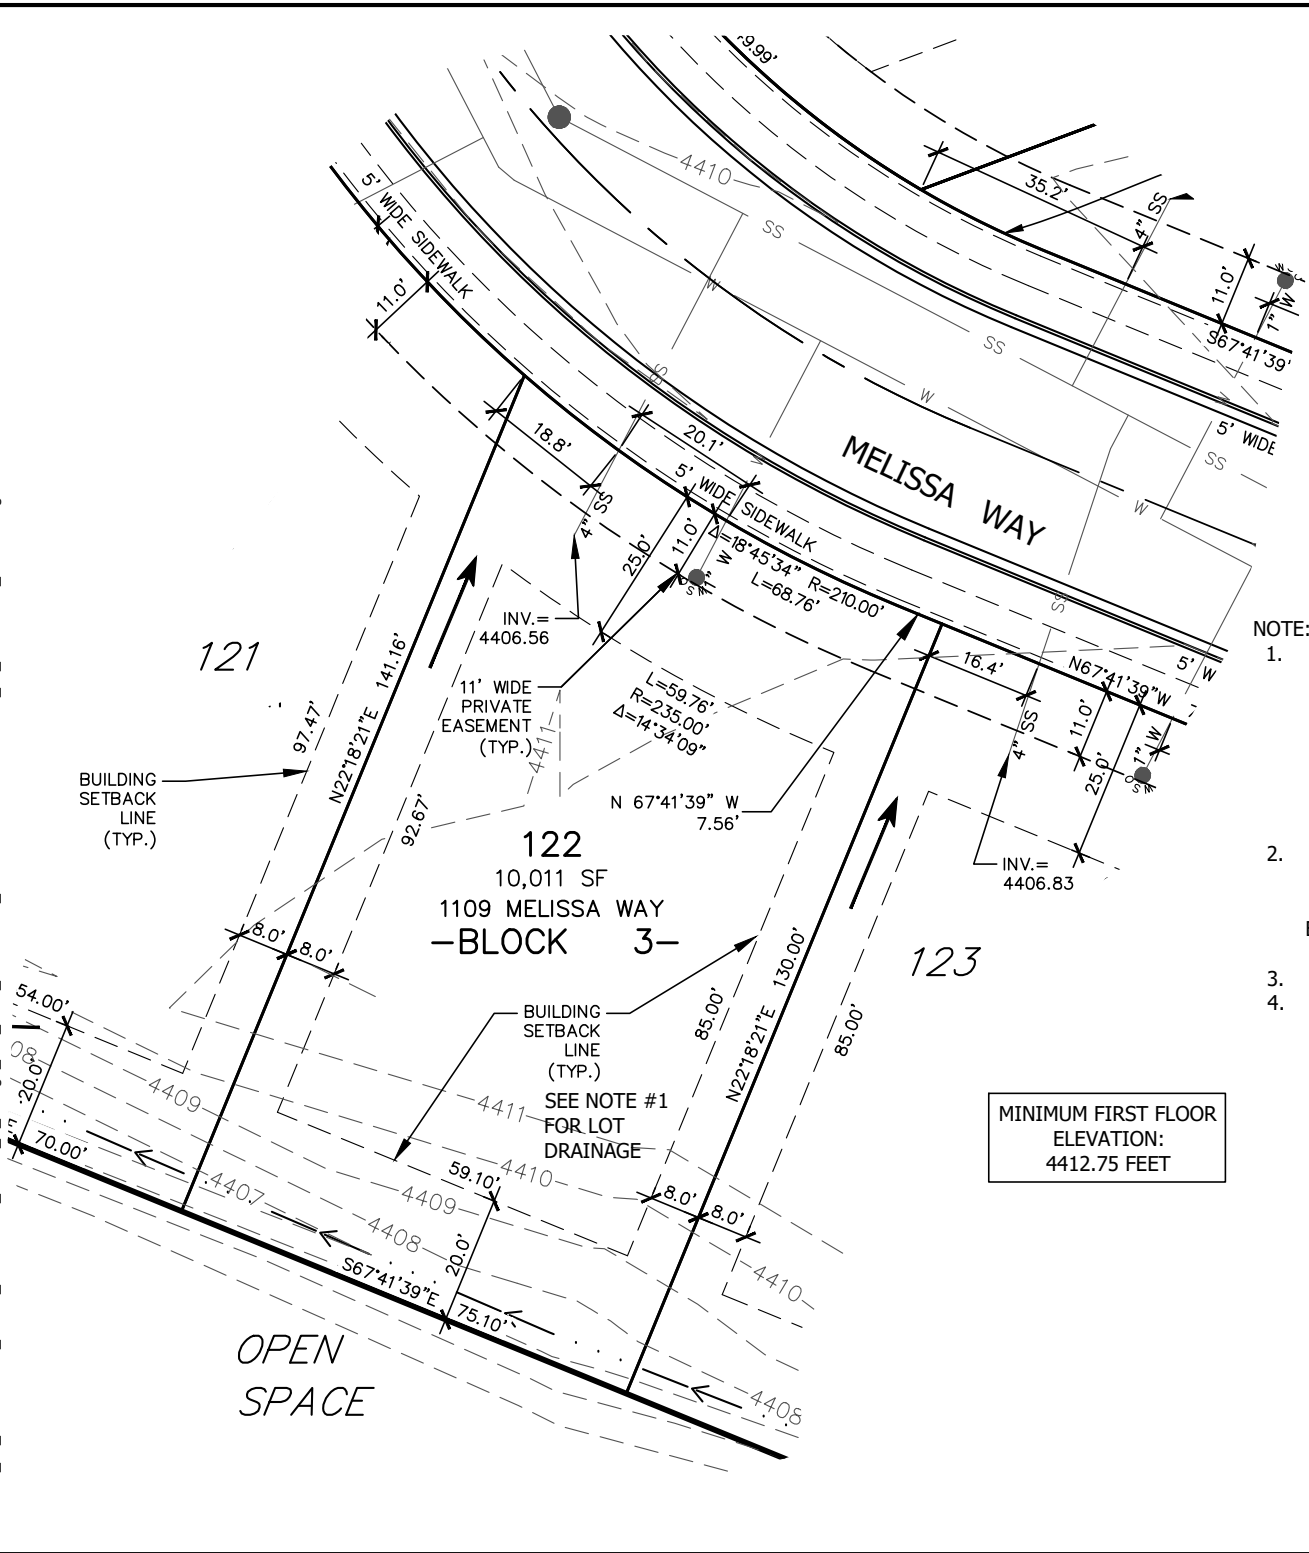 9.99'
4410
35.2'
4" SS
SS
5' WIDE SIDEWALK
11.0'
W
11.0'
1" W
S67°41'39"
SS
SS
W
5' WIDE
SS
W
MELISSA WAY
18.8'
20.1'
5' WIDE SIDEWALK
4" SS
25.0'
11.0'
1" W
Δ=18°45'34" R=210.00'
L=68.76'
SS
INV.=
4406.56
NOTE:
1.
121
16.4'
N67°41'39"W
5' W
11' WIDE
PRIVATE
EASEMENT
(TYP.)
4411
L=59.76'
R=235.00'
Δ=14°34'09"
4" SS
11.0'
25.0'
1" W
97.47'
N22°18'21"E 141.16'
92.67'
BUILDING
SETBACK
LINE
(TYP.)
N 67°41'39" W
7.56'
122
10,011 SF
1109 MELISSA WAY
-BLOCK 3-
INV.=
4406.83
2.
8.0'
8.0'
123
3.
4.
54.00'
08
20.0'
4409
BUILDING
SETBACK
LINE
(TYP.)
85.00'
N22°18'21"E 130.00'
85.00'
SEE NOTE #1
FOR LOT
DRAINAGE
4411
MINIMUM FIRST FLOOR
ELEVATION:
4412.75 FEET
70.00'
4407
4410
59.10'
4409
4408
8.0'
8.0'
20.0'
S67°41'39"E
75.10'
4410
OPEN
SPACE
4408